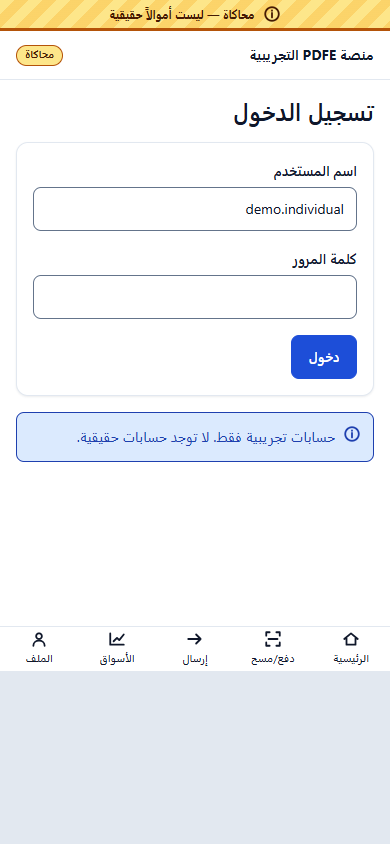 محاكاة — ليست أموالاً حقيقية
منصة PDFE التجريبية
محاكاة
تسجيل الدخول
اسم المستخدم
demo.individual
كلمة المرور
دخول
حسابات تجريبية فقط. لا توجد حسابات حقيقية.
الرئيسية
دفع/مسح
إرسال
الأسواق
الملف